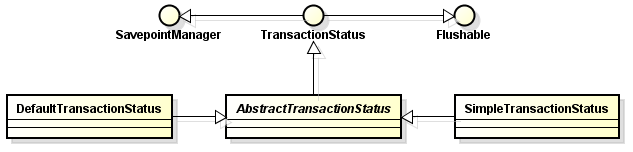 SavepointManager
TransactionStatus
Flushable
DefaultTransactionStatus
AbstractTransactionStatus
SimpleTransactionStatus